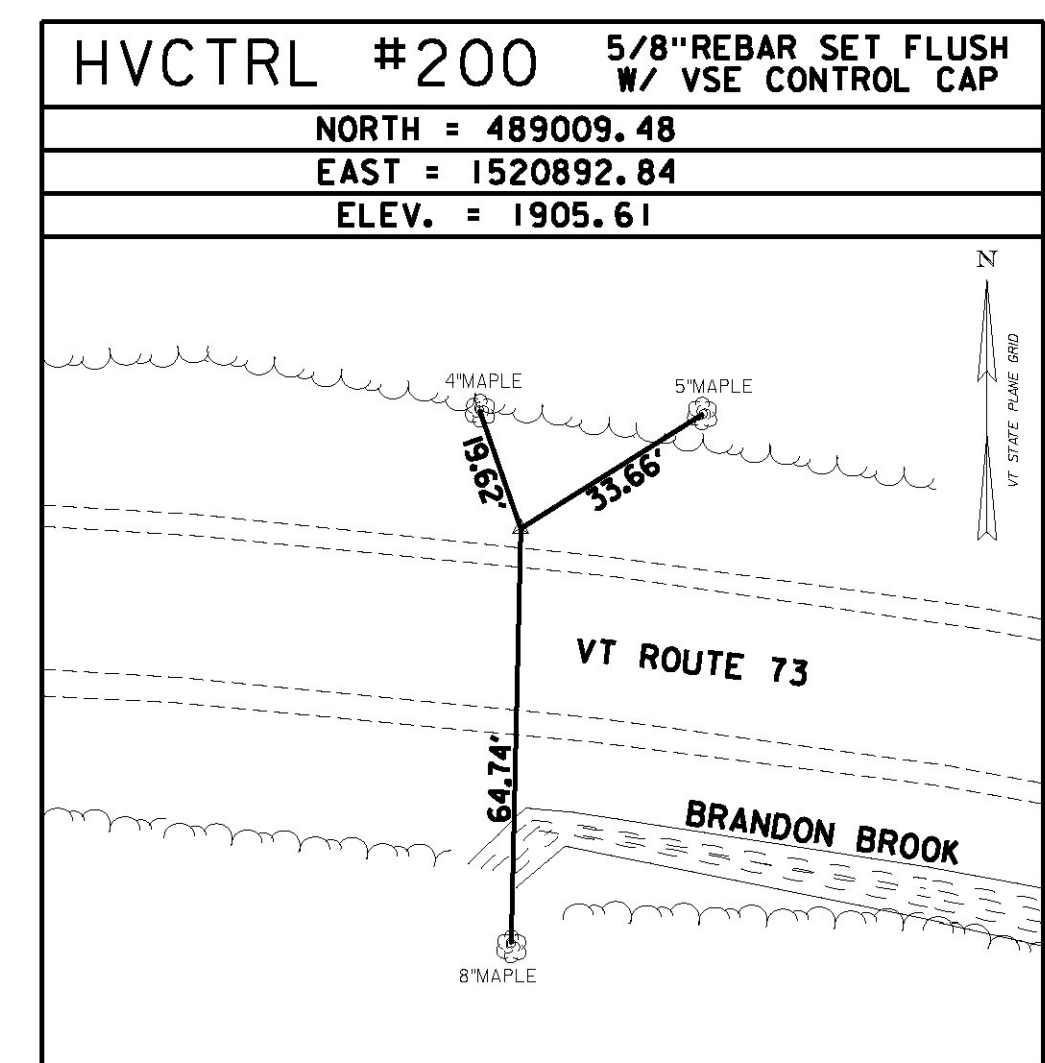 HVCTRL #200
5/8"REBAR SET FLUSH
W/ VSE CONTROL CAP
NORTH = 489009.48
EAST = 1520892.84
ELEV. = 1905.61
N
VT STATE PLANE GRID
4"MAPLE
5"MAPLE
19.62'
33.66'
VT ROUTE 73
64.74'
BRANDON BROOK
8"MAPLE